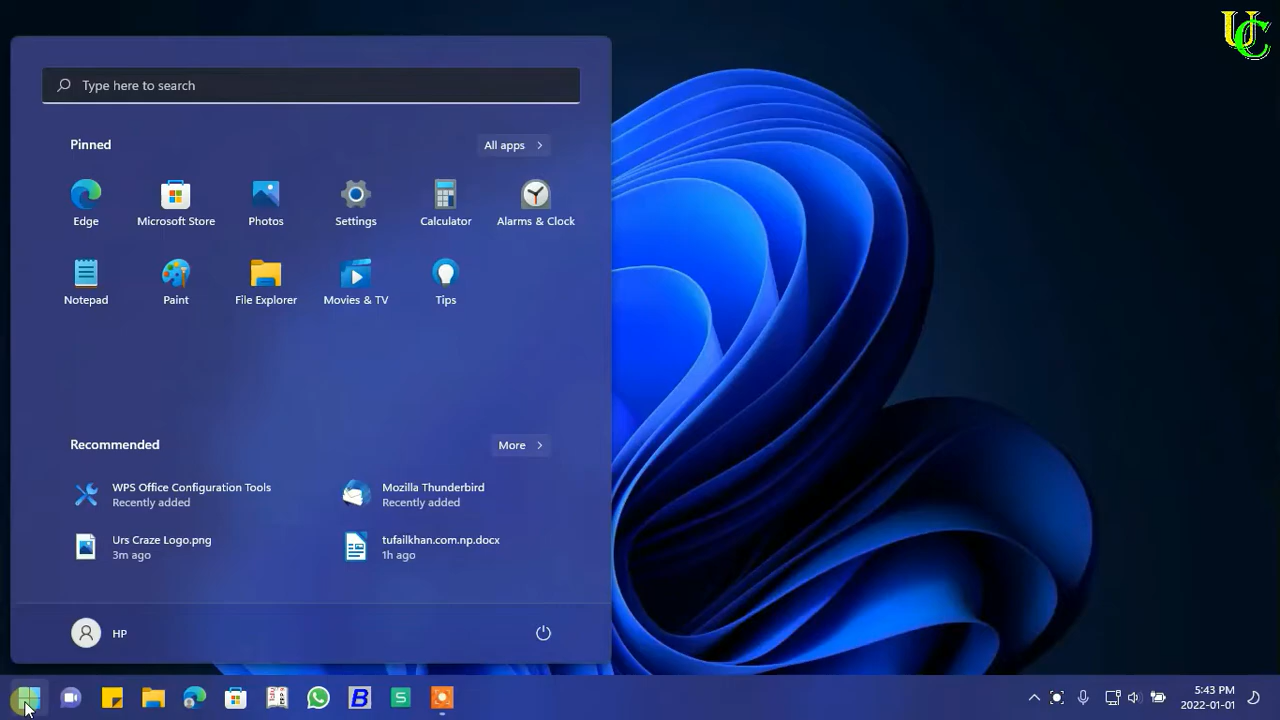 UC
Type here to search
Pinned
All apps
Edge
Microsoft Store
Photos
Settings
Calculator
Alarms & Clock
Notepad
Paint
File Explorer
Movies & TV
Tips
Recommended
More
WPS Office Configuration Tools
Recently added
Mozilla Thunderbird
Recently added
Urs Craze Logo.png
3m ago
tufailkhan.com.np.docx
1h ago
HP
B
S
5:43 PM
2022-01-01